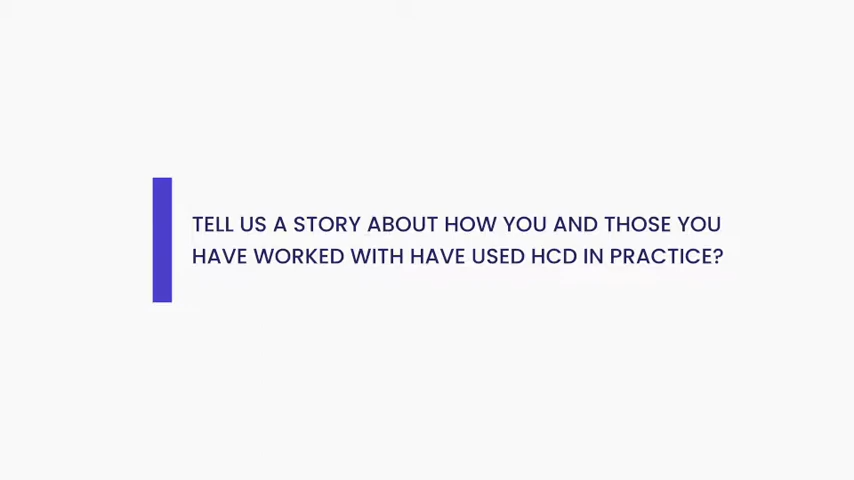 TELL US A STORY ABOUT HOW YOU AND THOSE YOU
HAVE WORKED WITH HAVE USED HCD IN PRACTICE?